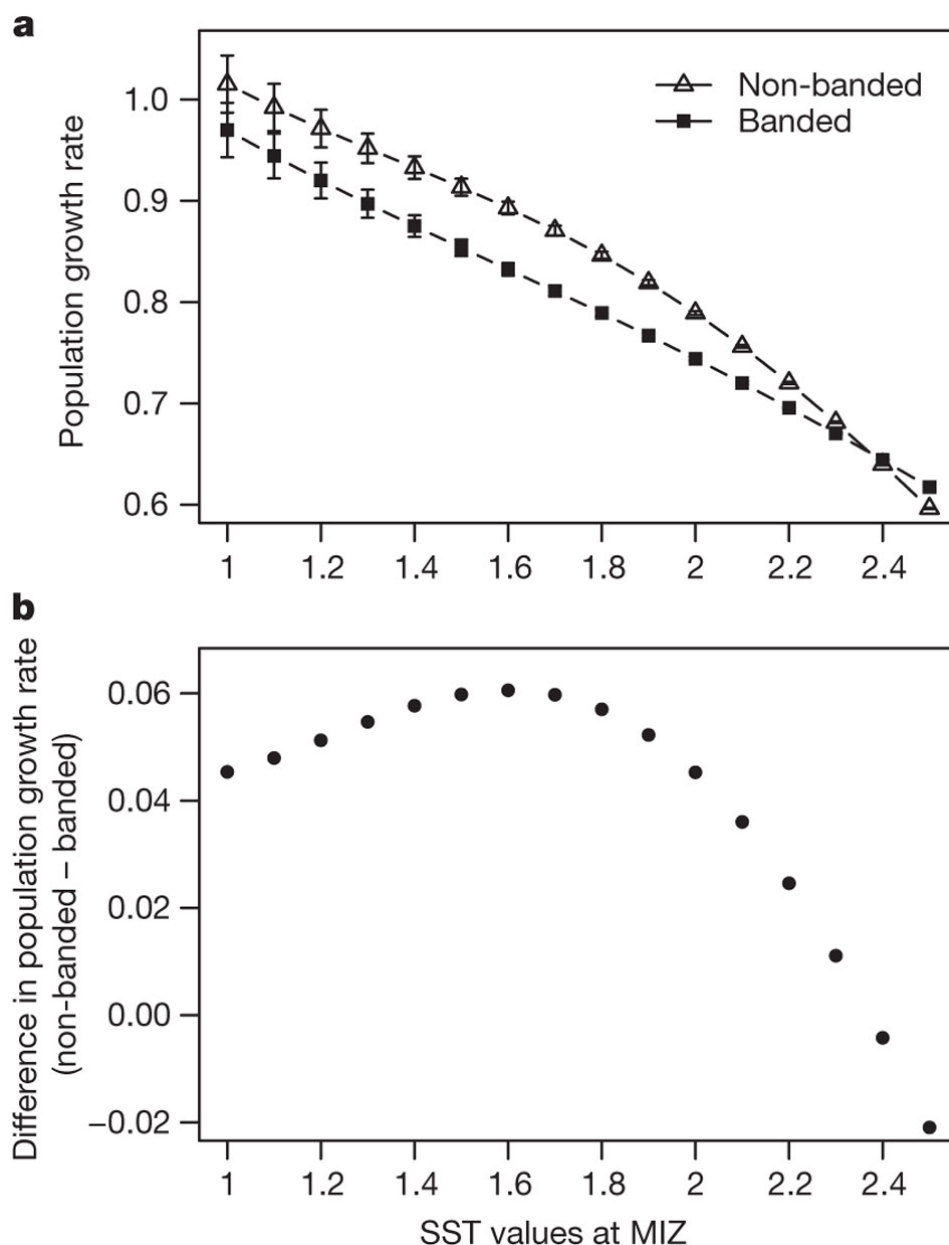 a
Population growth rate
1.0
0.9
0.8
0.7
0.6
Non-banded
Banded
1 1.2 1.4 1.6 1.8 2 2.2 2.4
b
Difference in population growth rate
(non-banded – banded)
0.06
0.04
0.02
0.00
–0.02
1 1.2 1.4 1.6 1.8 2 2.2 2.4
SST values at MIZ